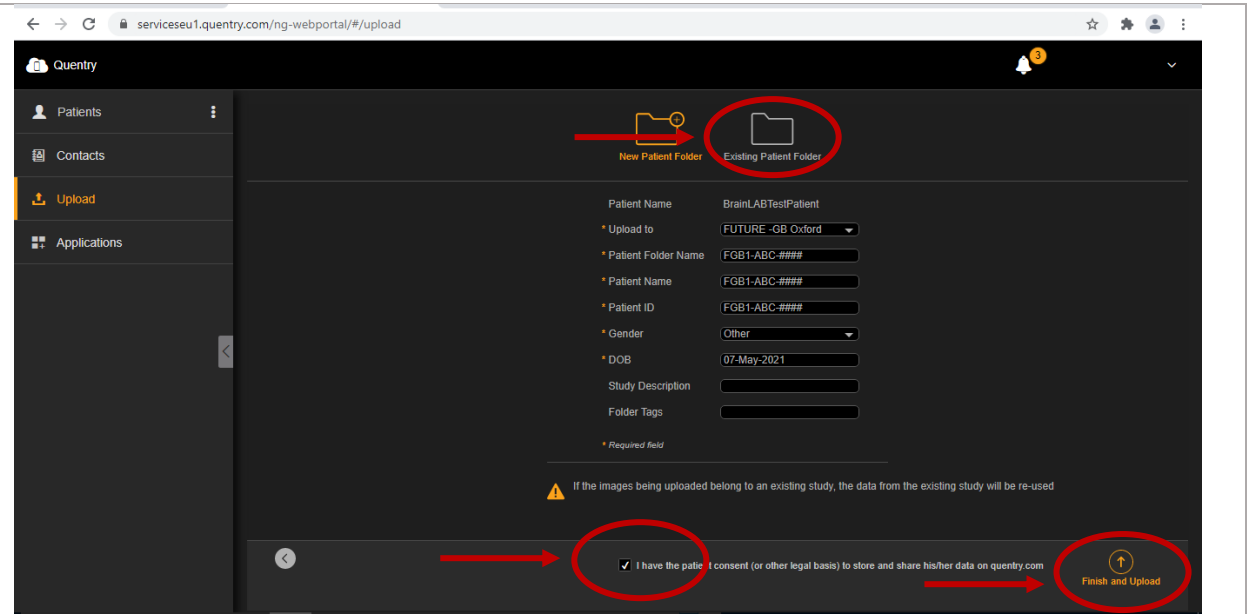 serviceseu1.quentry.com/ng-webportal/#/upload
Quentry
3
Patients
Contacts
Upload
Applications
New Patient Folder
Existing Patient Folder
Patient Name BrainLABTestPatient
* Upload to FUTURE -GB Oxford
* Patient Folder Name FGB1-ABC-####
* Patient Name FGB1-ABC-####
* Patient ID FGB1-ABC-####
* Gender Other
* DOB 07-May-2021
Study Description
Folder Tags
* Required field
If the images being uploaded belong to an existing study, the data from the existing study will be re-used
I have the patient consent (or other legal basis) to store and share his/her data on quentry.com
Finish and Upload